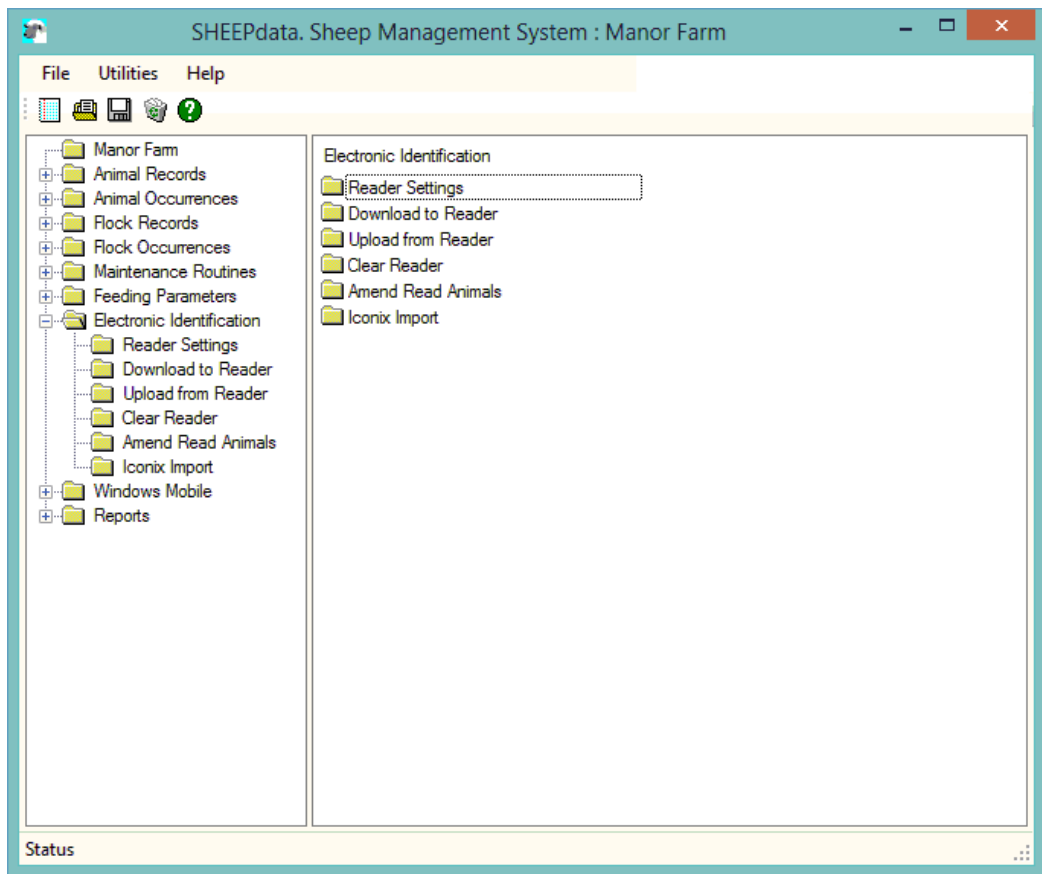 SHEEPdata. Sheep Management System : Manor Farm
File Utilities Help
Manor Farm
Animal Records
Animal Occurrences
Flock Records
Flock Occurrences
Maintenance Routines
Feeding Parameters
Electronic Identification
Reader Settings
Download to Reader
Upload from Reader
Clear Reader
Amend Read Animals
Iconix Import
Windows Mobile
Reports
Electronic Identification
Reader Settings
Download to Reader
Upload from Reader
Clear Reader
Amend Read Animals
Iconix Import
Status